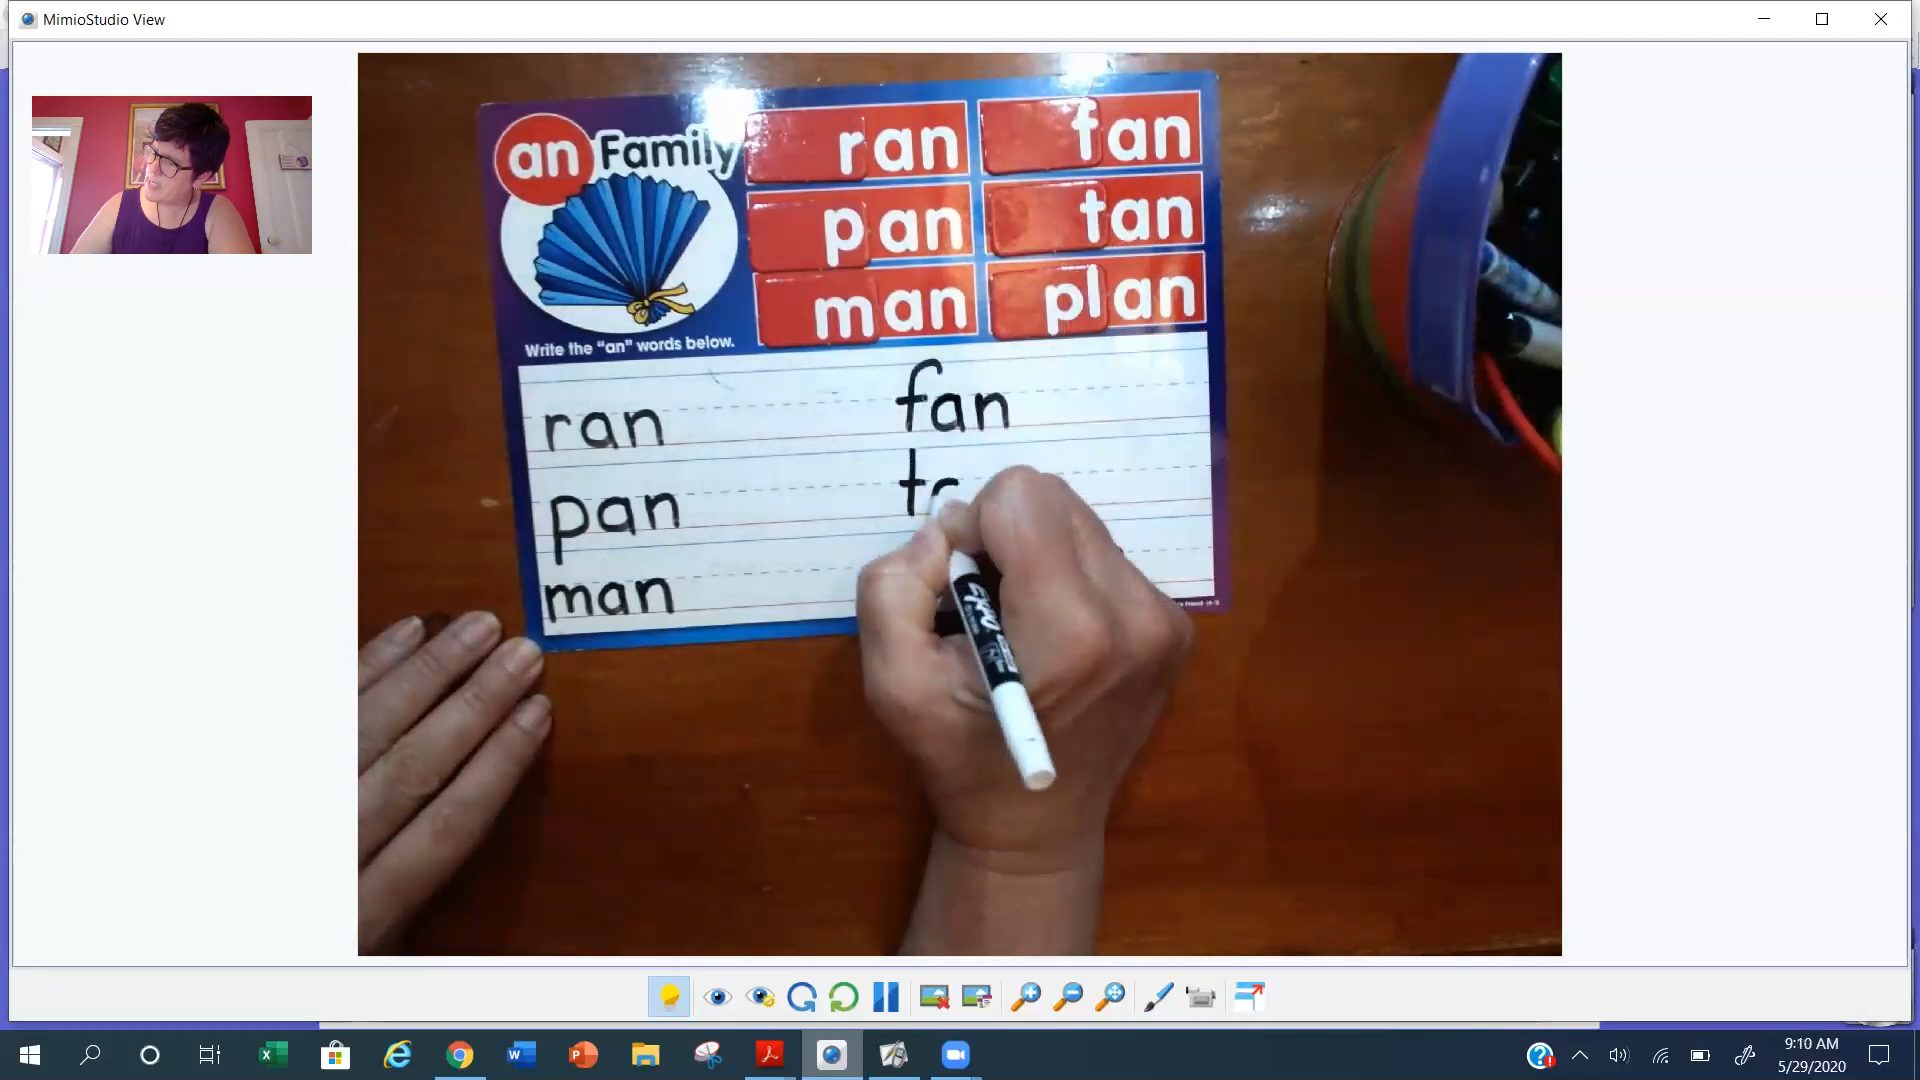 MimioStudio View
an Family
ran fan
pan tan
man plan
Write the "an" words below.
ran fan
pan
man
EXPO
9:10 AM
5/29/2020